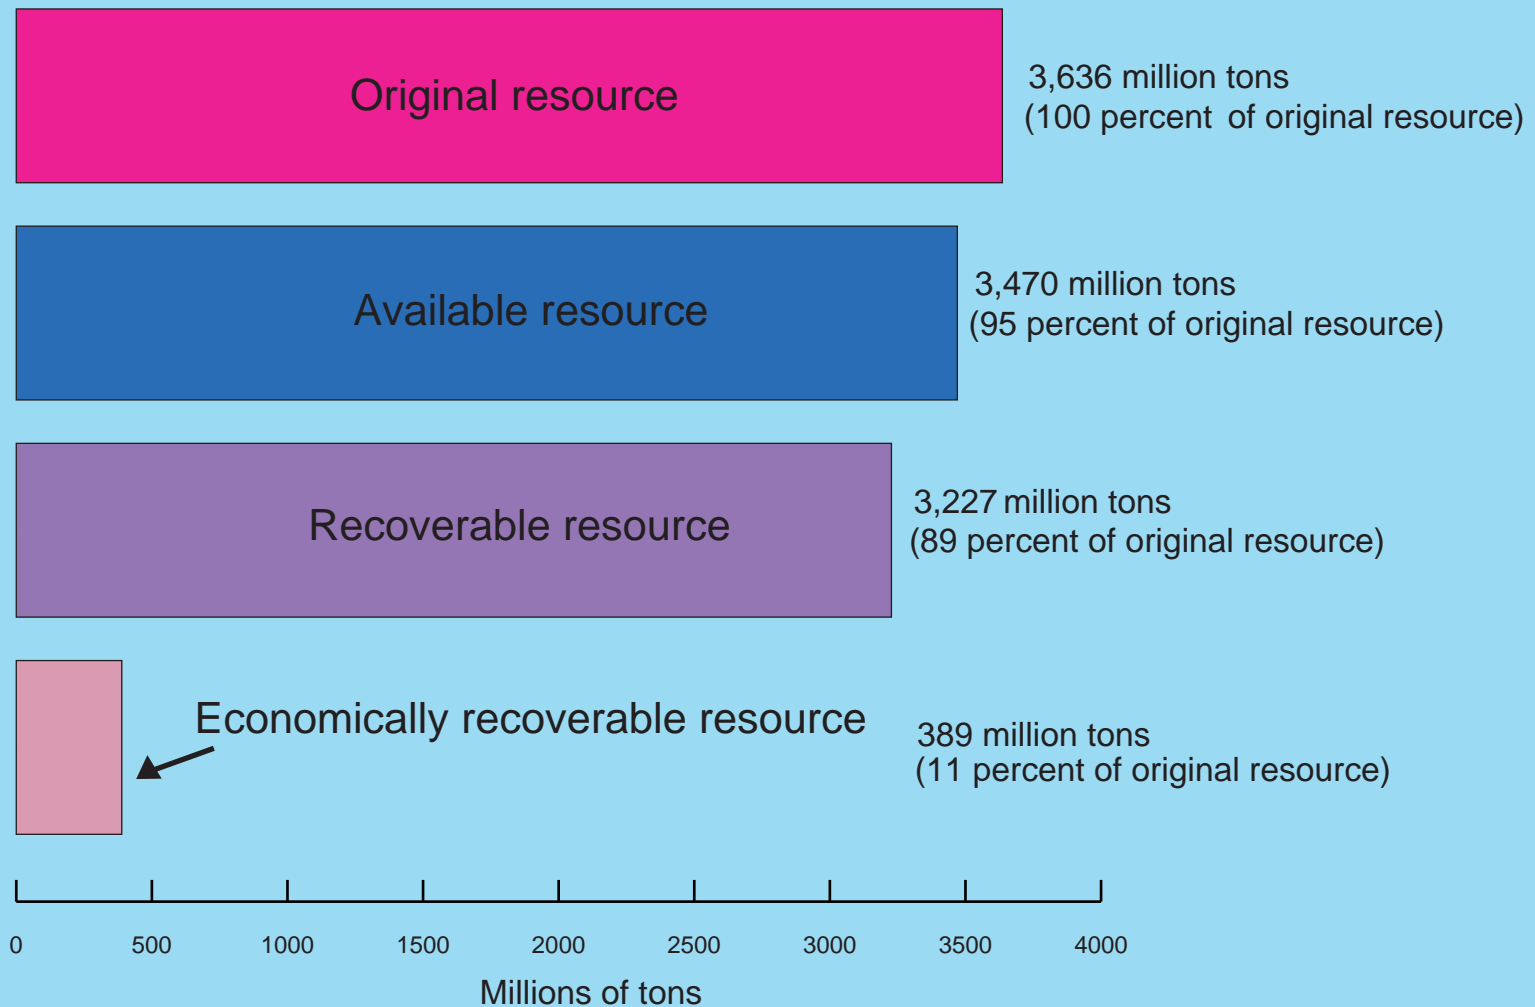 Original resource
3,636 million tons
(100 percent of original resource)
Available resource
3,470 million tons
(95 percent of original resource)
Recoverable resource
3,227 million tons
(89 percent of original resource)
Economically recoverable resource
389 million tons
(11 percent of original resource)
0 500 1000 1500 2000 2500 3000 3500 4000
Millions of tons